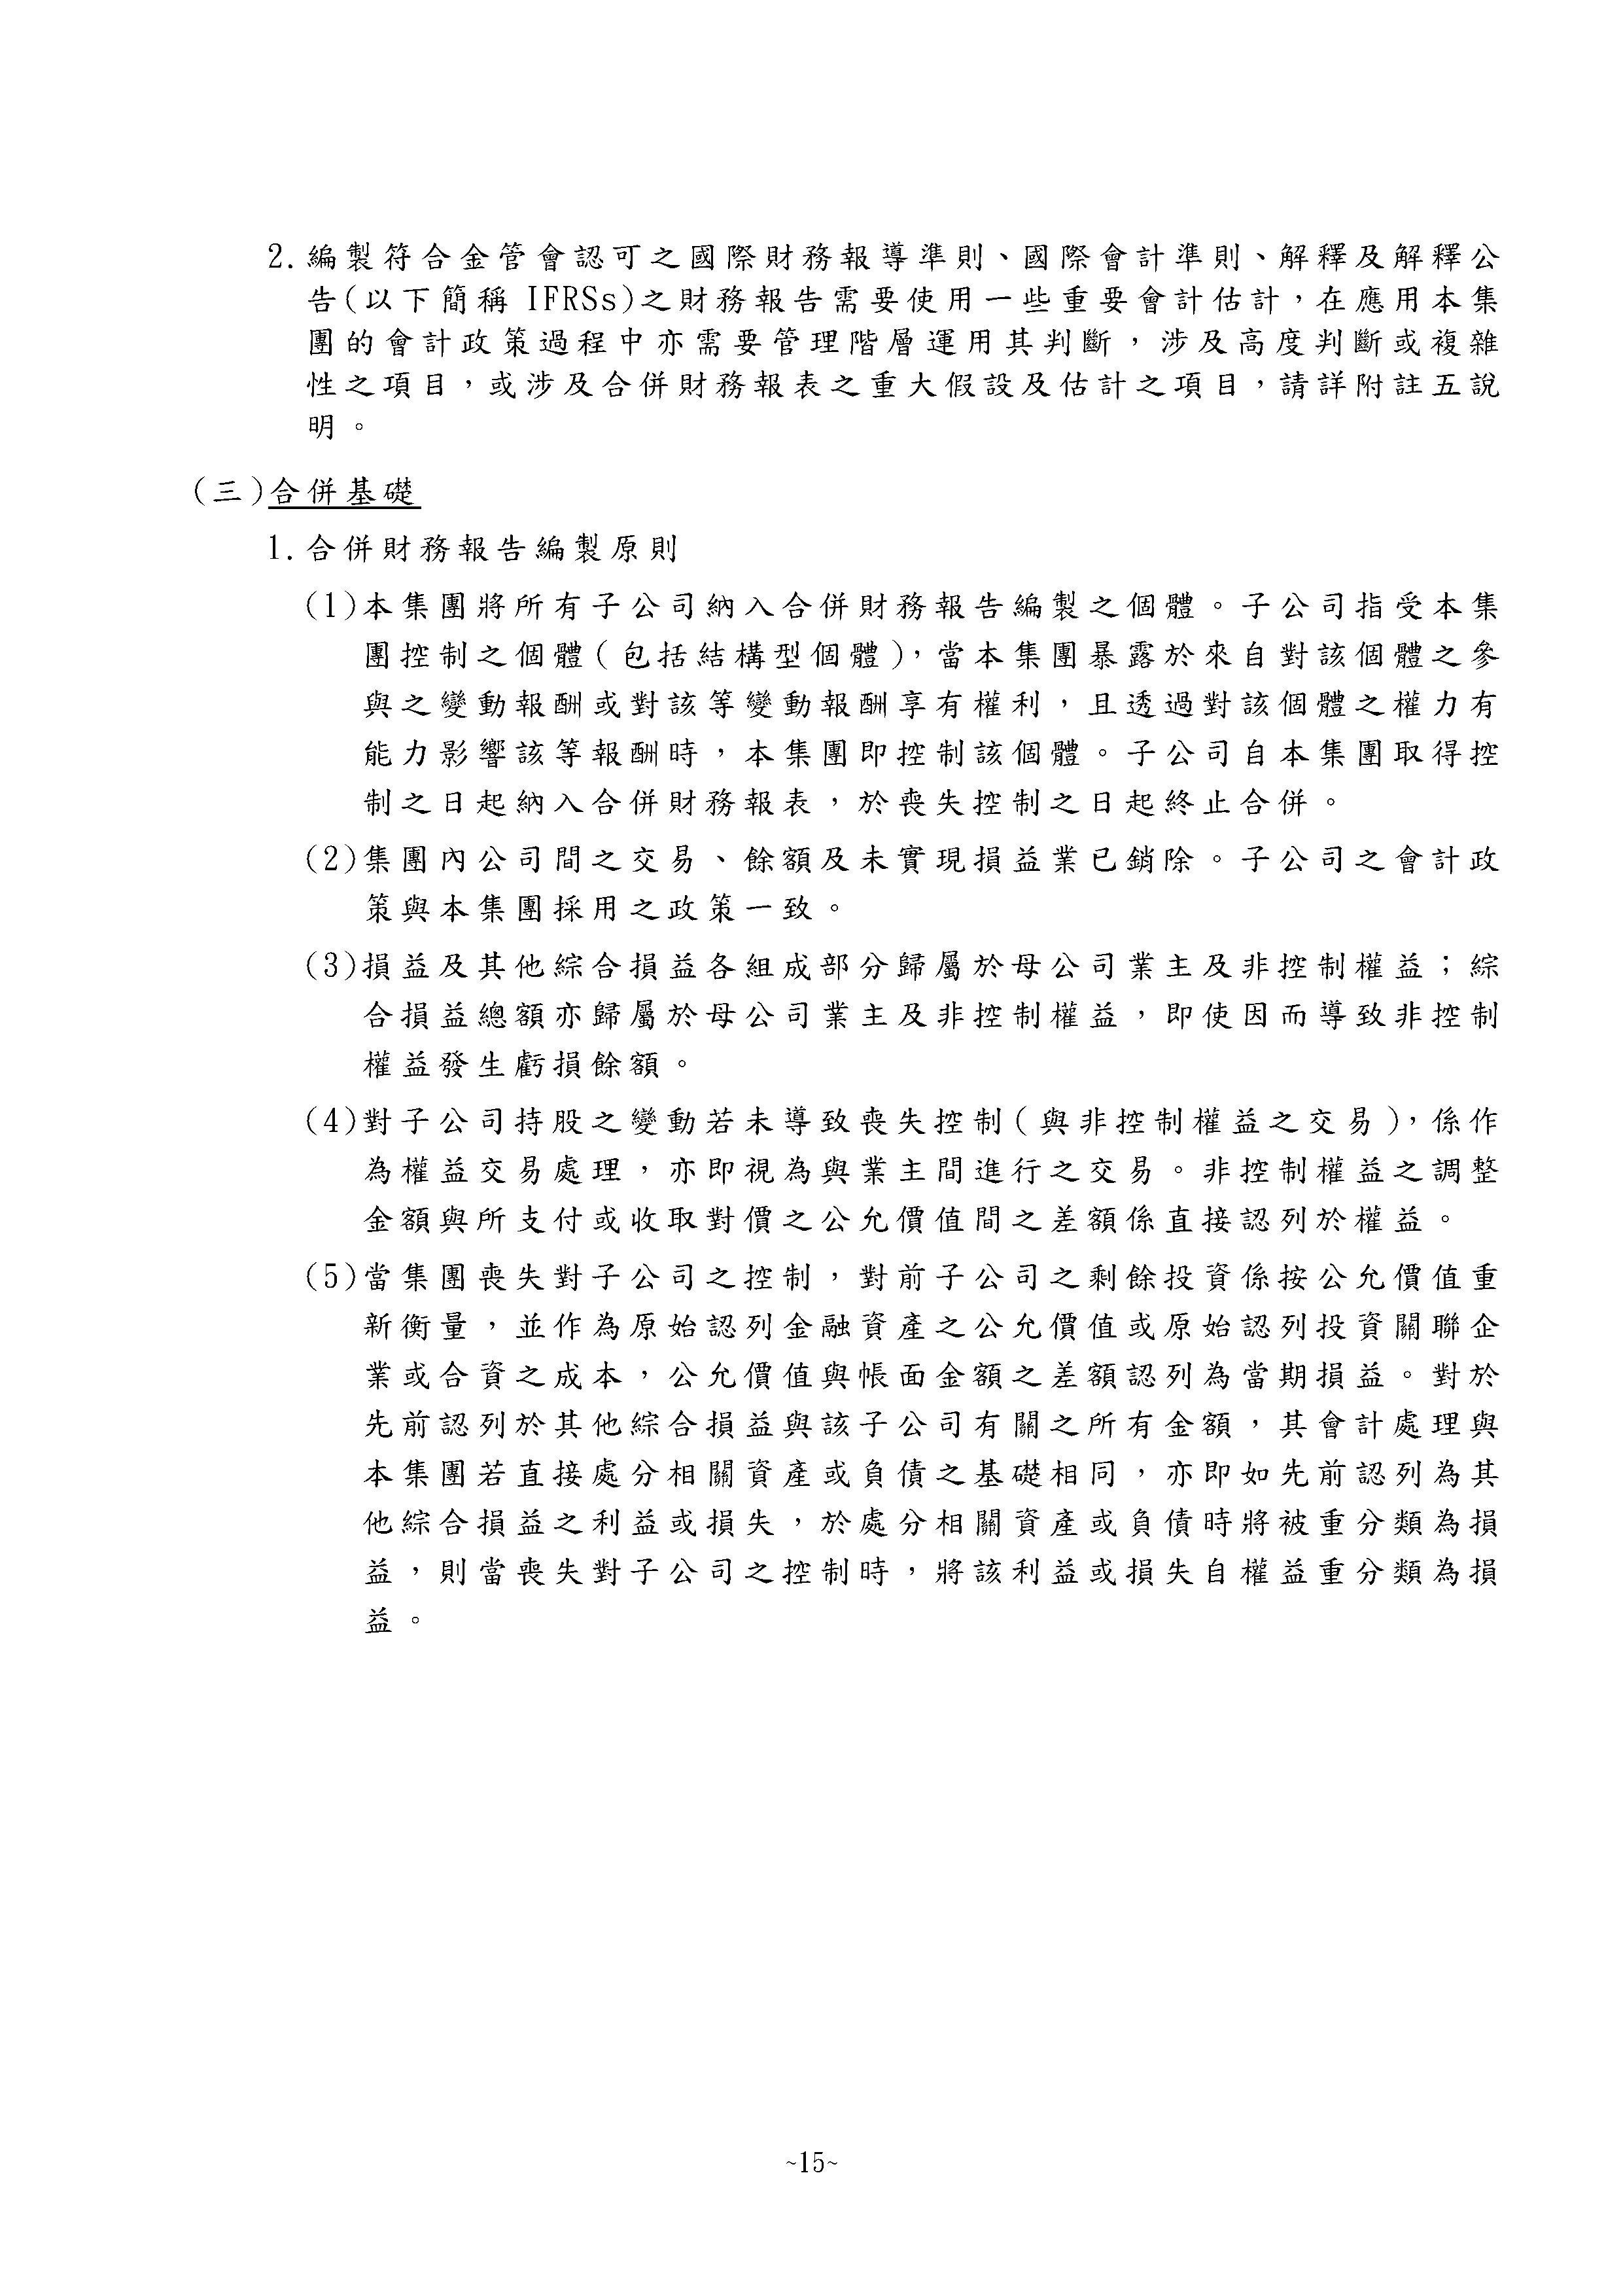 2.編製符合金管會認可之國際財務報導準則、國際會計準則、解釋及解釋公
告(以下簡稱 IFRSs)之財務報告需要使用一些重要會計估計，在應用本集
團的會計政策過程中亦需要管理階層運用其判斷，涉及高度判斷或複雜
性之項目，或涉及合併財務報表之重大假設及估計之項目，請詳附註五說
明。
(三)合併基礎
1.合併財務報告編製原則
(1)本集團將所有子公司納入合併財務報告編製之個體。子公司指受本集
團控制之個體(包括結構型個體)，當本集團暴露於來自對該個體之參
與之變動報酬或對該等變動報酬享有權利，且透過對該個體之權力有
能力影響該等報酬時，本集團即控制該個體。子公司自本集團取得控
制之日起納入合併財務報表，於喪失控制之日起終止合併。
(2)集團內公司間之交易、餘額及未實現損益業已銷除。子公司之會計政
策與本集團採用之政策一致。
(3)損益及其他綜合損益各組成部分歸屬於母公司業主及非控制權益；綜
合損益總額亦歸屬於母公司業主及非控制權益，即使因而導致非控制
權益發生虧損餘額。
(4)對子公司持股之變動若未導致喪失控制(與非控制權益之交易)，係作
為權益交易處理，亦即視為與業主間進行之交易。非控制權益之調整
金額與所支付或收取對價之公允價值間之差額係直接認列於權益。
(5)當集團喪失對子公司之控制，對前子公司之剩餘投資係按公允價值重
新衡量，並作為原始認列金融資產之公允價值或原始認列投資關聯企
業或合資之成本，公允價值與帳面金額之差額認列為當期損益。對於
先前認列於其他綜合損益與該子公司有關之所有金額，其會計處理與
本集團若直接處分相關資產或負債之基礎相同，亦即如先前認列為其
他綜合損益之利益或損失，於處分相關資產或負債時將被重分類為損
益，則當喪失對子公司之控制時，將該利益或損失自權益重分類為損
益。
~15~